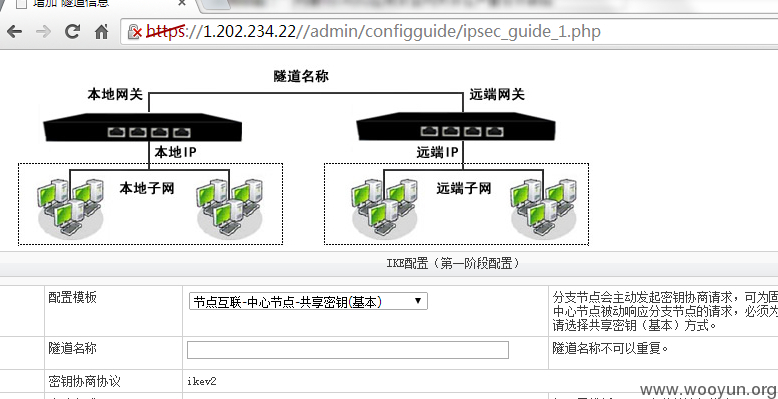 增加 隧道信息
https://1.202.234.22//admin/configguide/ipsec_guide_1.php
隧道名称
本地网关
远端网关
本地IP
远端IP
本地子网
远端子网
IKE配置（第一阶段配置）
配置模板
节点互联-中心节点-共享密钥(基本)
分支节点会主动发起密钥协商请求，可为固
中心节点被动响应分支节点的请求，必须为
请选择共享密钥（基本）方式。
隧道名称
隧道名称不可以重复。
密钥协商协议
ikev2
www.wooyun.org